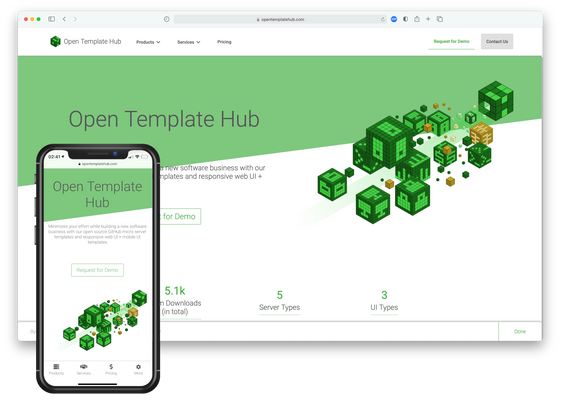 opentemplatehub.com
Open Template Hub
Products
Services
Pricing
Request for Demo
Contact Us
Open Template Hub
a new software business with our
mplates and responsive web UI +
t for Demo
5.1k
n Downloads
(in total)
5
Server Types
3
UI Types
By
Done
02:41
opentemplatehub.com
Open Template
Hub
Minimizes your effort while building a new software
business with our open source GitHub micro server
templates and responsive web UI + mobile UI
templates.
Request for Demo
Products
Services
Pricing
More